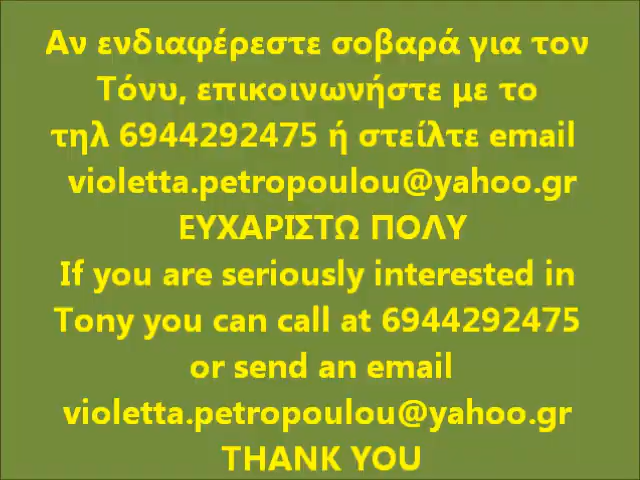 Αν ενδιαφέρεστε σοβαρά για τον
Τόνυ, επικοινωνήστε με το
τηλ 6944292475 ή στείλτε email
violetta.petropoulou@yahoo.gr
ΕΥΧΑΡΙΣΤΩ ΠΟΛΥ
If you are seriously interested in
Tony you can call at 6944292475
or send an email
violetta.petropoulou@yahoo.gr
THANK YOU